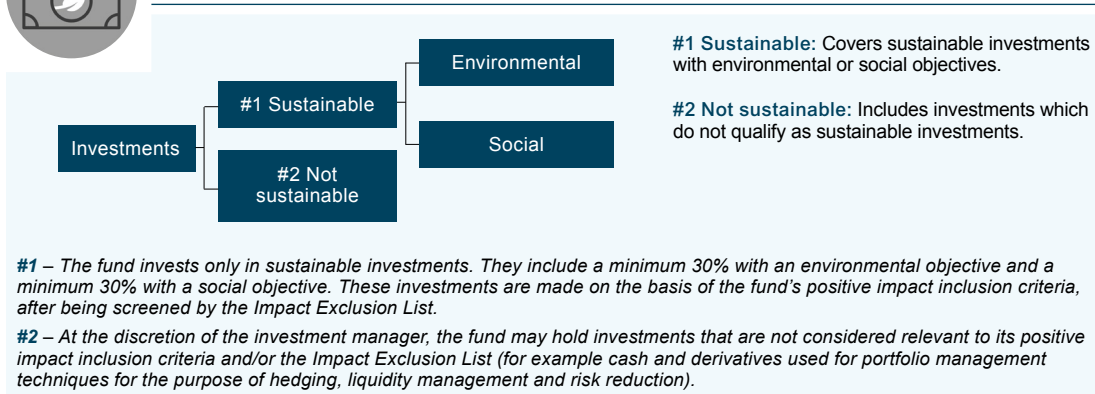 Environmental
#1 Sustainable
Investments
Social
#2 Not
sustainable
#1 Sustainable: Covers sustainable investments
with environmental or social objectives.
#2 Not sustainable: Includes investments which
do not qualify as sustainable investments.
#1 – The fund invests only in sustainable investments. They include a minimum 30% with an environmental objective and a
minimum 30% with a social objective. These investments are made on the basis of the fund's positive impact inclusion criteria,
after being screened by the Impact Exclusion List.
#2 – At the discretion of the investment manager, the fund may hold investments that are not considered relevant to its positive
impact inclusion criteria and/or the Impact Exclusion List (for example cash and derivatives used for portfolio management
techniques for the purpose of hedging, liquidity management and risk reduction).